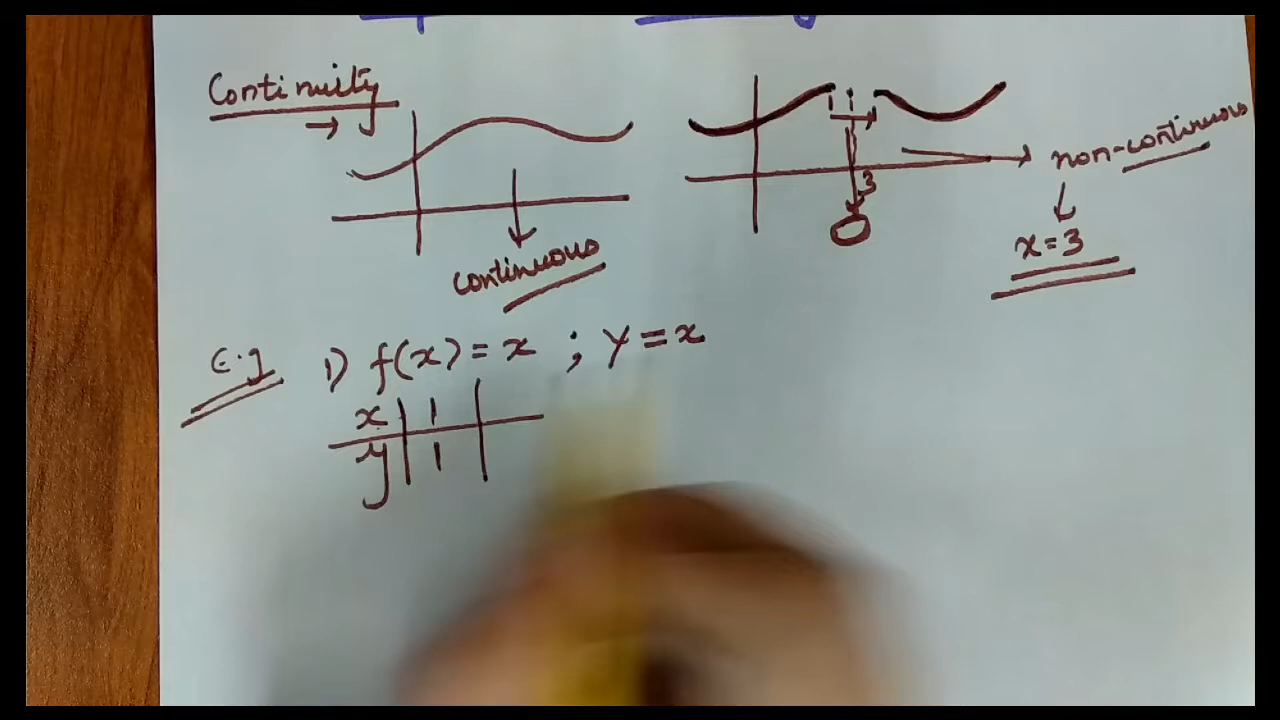 Continuity
continuous
3
non-continuous
x=3
E.g 1) f(x) = x ; y = x
x 1
y 1